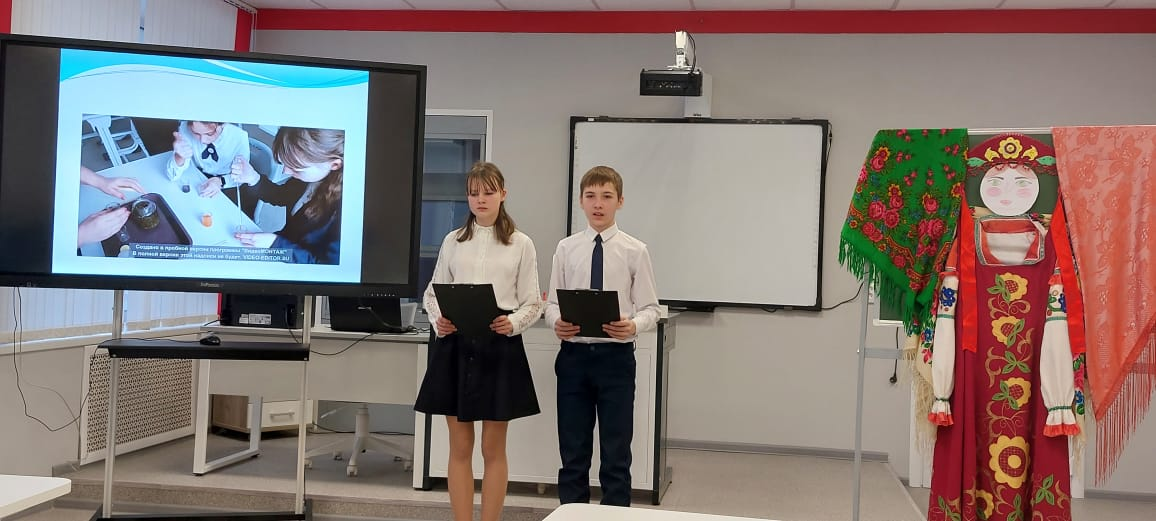 Создано в пробной версии программы "ВидеоМОНТАЖ"
В полной версии этой надписи не будет. VIDEO-EDITOR.SU